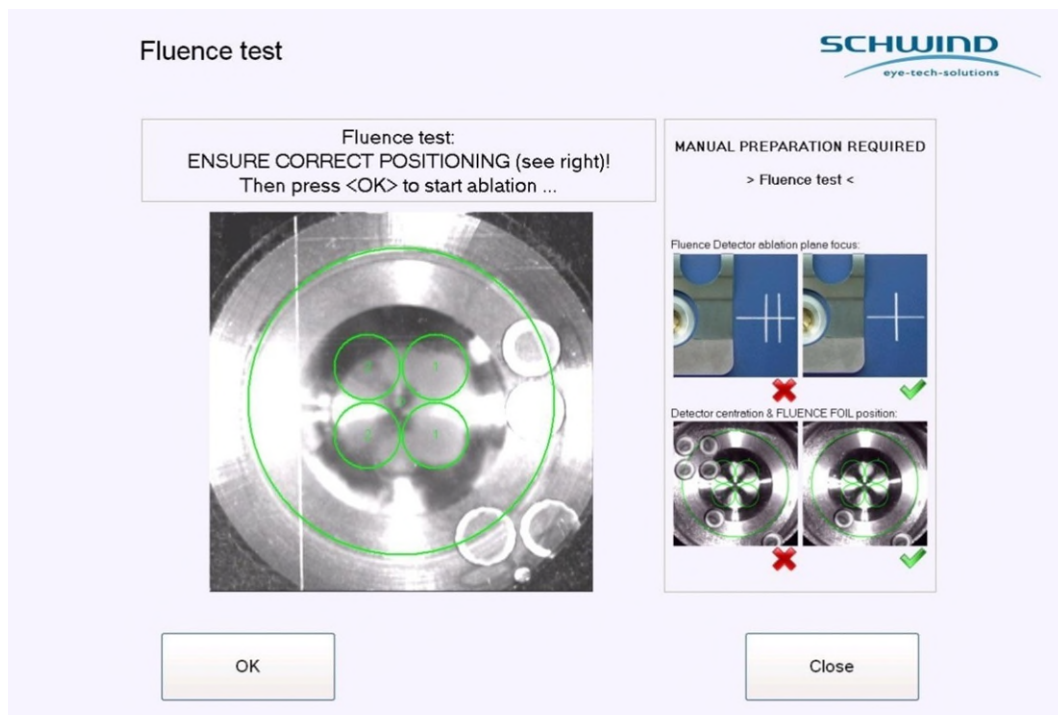 Fluence test
SCHWIND
eye-tech-solutions
Fluence test:
ENSURE CORRECT POSITIONING (see right)!
Then press <OK> to start ablation ...
MANUAL PREPARATION REQUIRED
> Fluence test <
Fluence Detector ablation plane focus:
Detector centration & FLUENCE FOIL position:
OK
Close